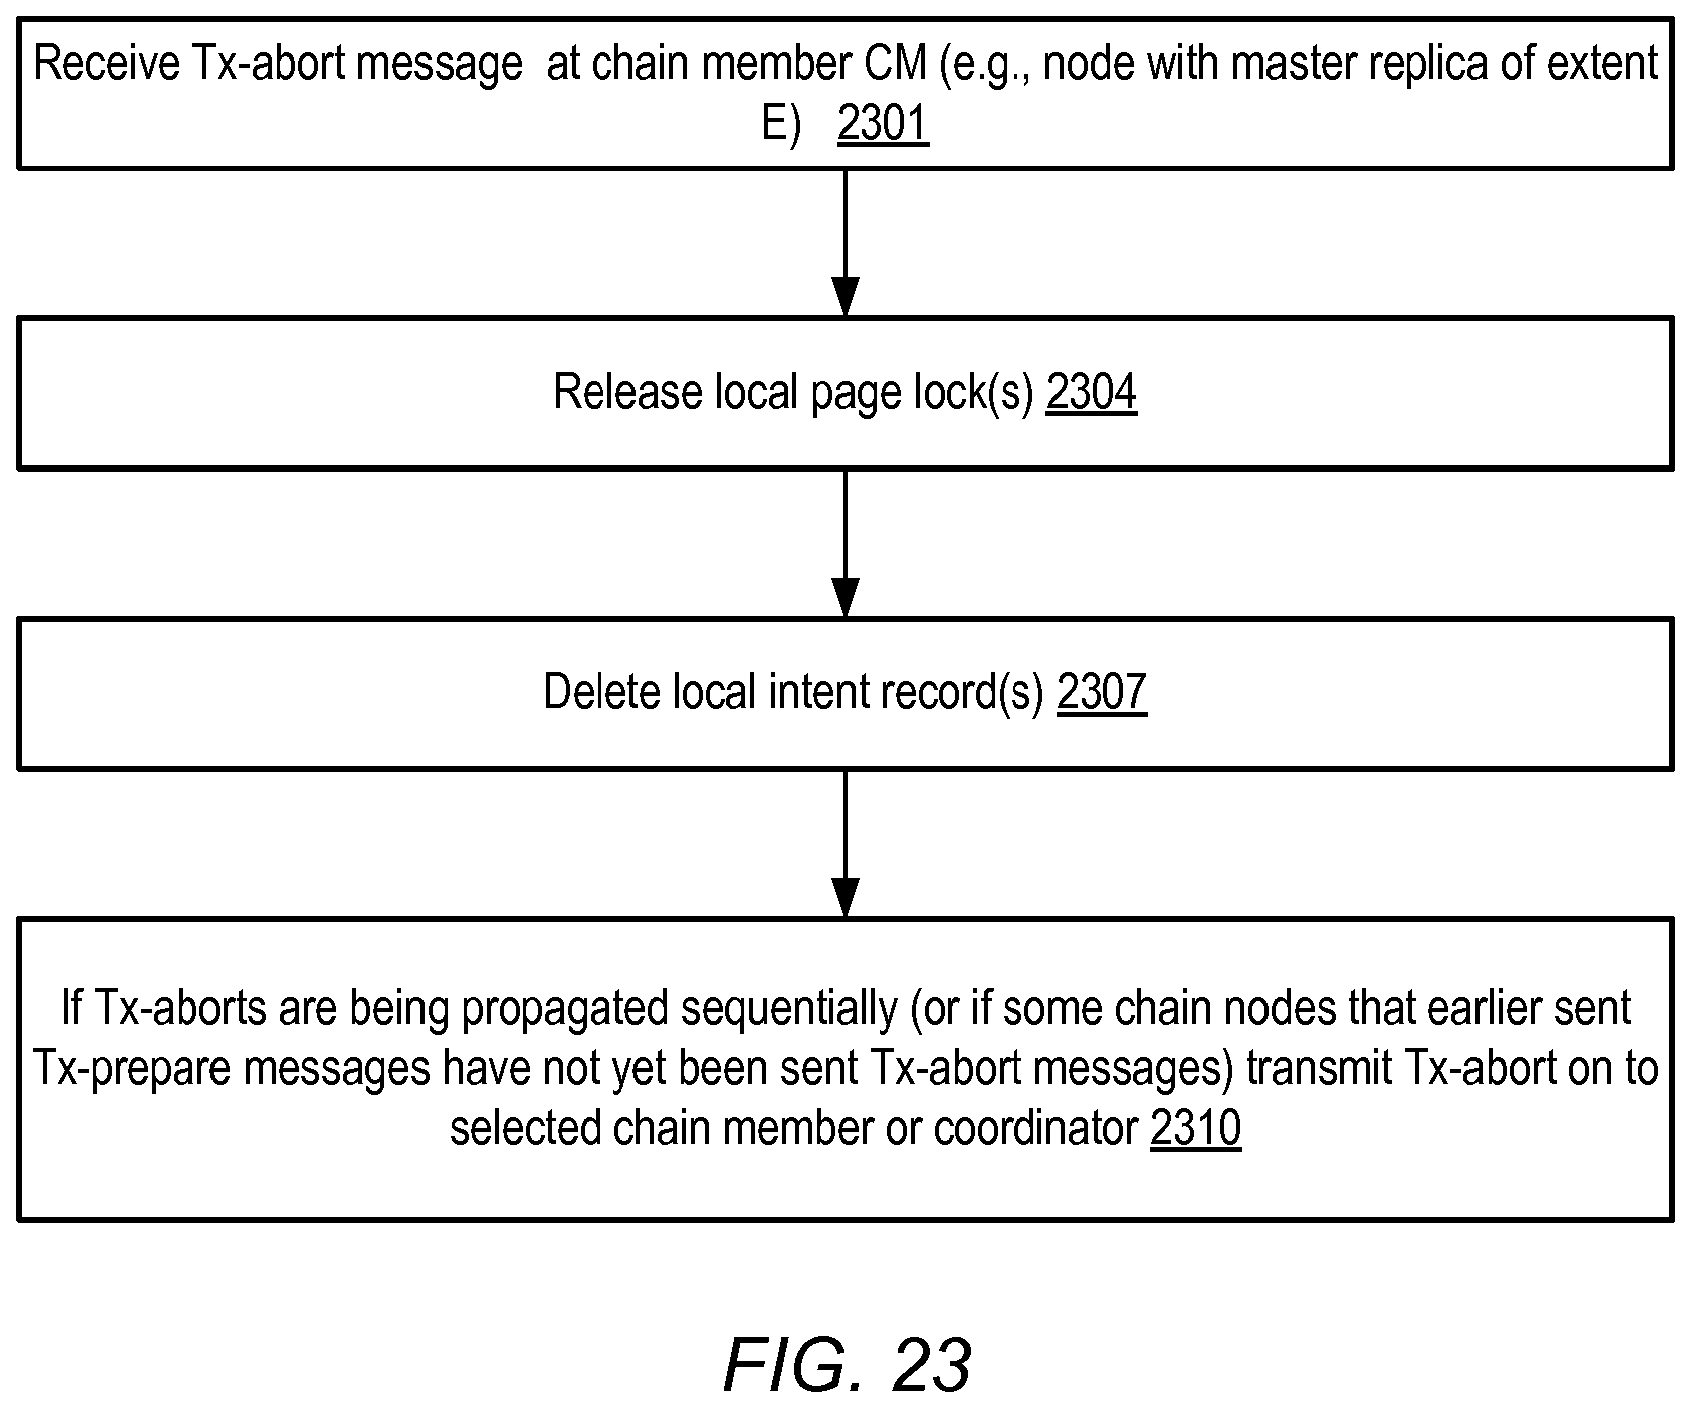 Receive Tx-abort message at chain member CM (e.g., node with master replica of extent
E) 2301
Release local page lock(s) 2304
Delete local intent record(s) 2307
If Tx-aborts are being propagated sequentially (or if some chain nodes that earlier sent
Tx-prepare messages have not yet been sent Tx-abort messages) transmit Tx-abort on to
selected chain member or coordinator 2310
FIG. 23